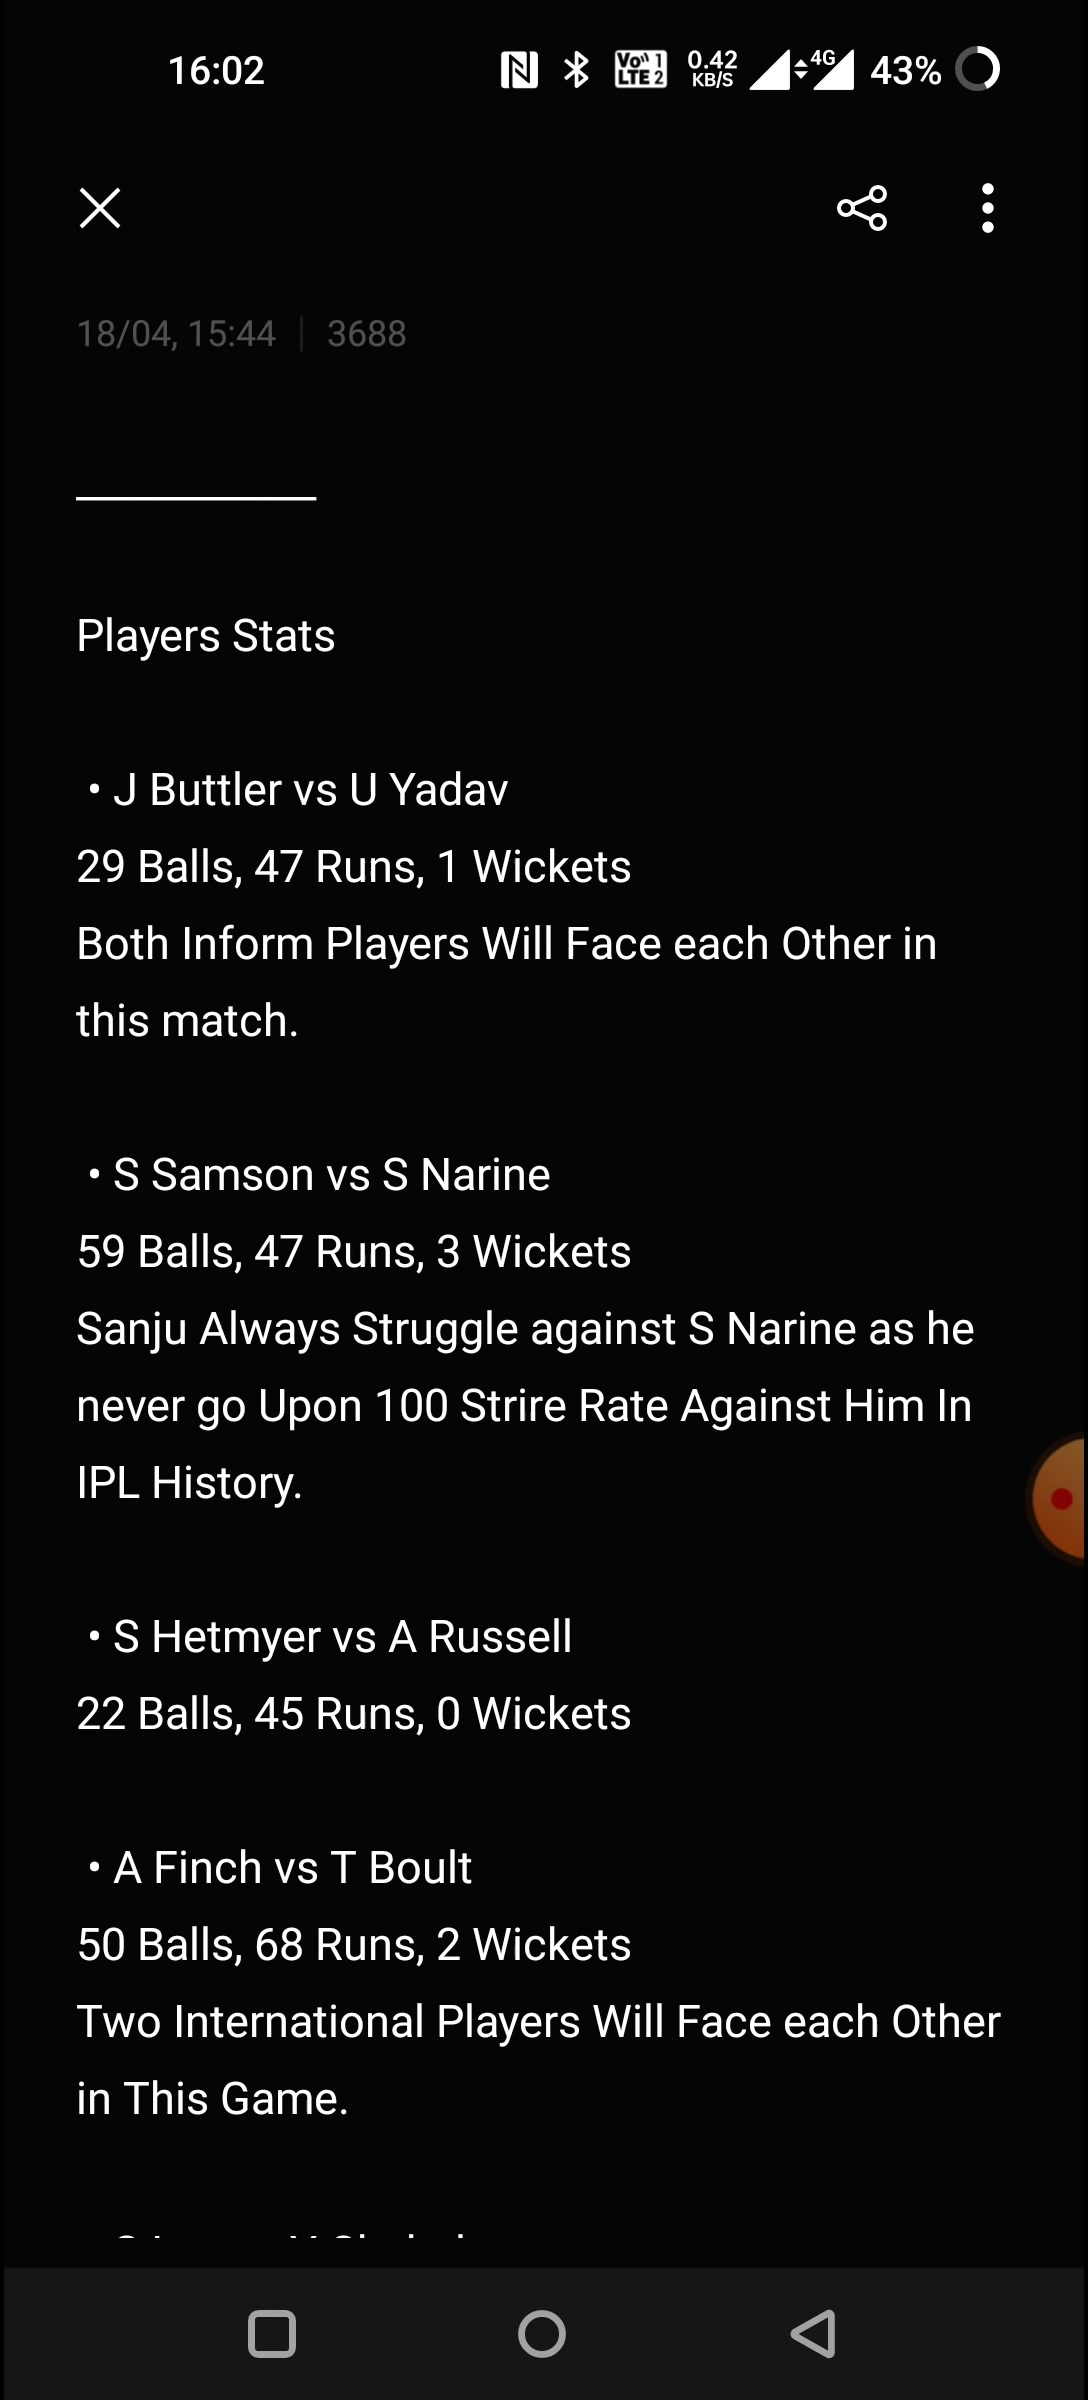 16:02 Vo 1 LTE 2 0.42 KB/S 4G 43%
18/04, 15:44 | 3688
Players Stats
• J Buttler vs U Yadav
29 Balls, 47 Runs, 1 Wickets
Both Inform Players Will Face each Other in
this match.
• S Samson vs S Narine
59 Balls, 47 Runs, 3 Wickets
Sanju Always Struggle against S Narine as he
never go Upon 100 Strire Rate Against Him In
IPL History.
• S Hetmyer vs A Russell
22 Balls, 45 Runs, 0 Wickets
• A Finch vs T Boult
50 Balls, 68 Runs, 2 Wickets
Two International Players Will Face each Other
in This Game.